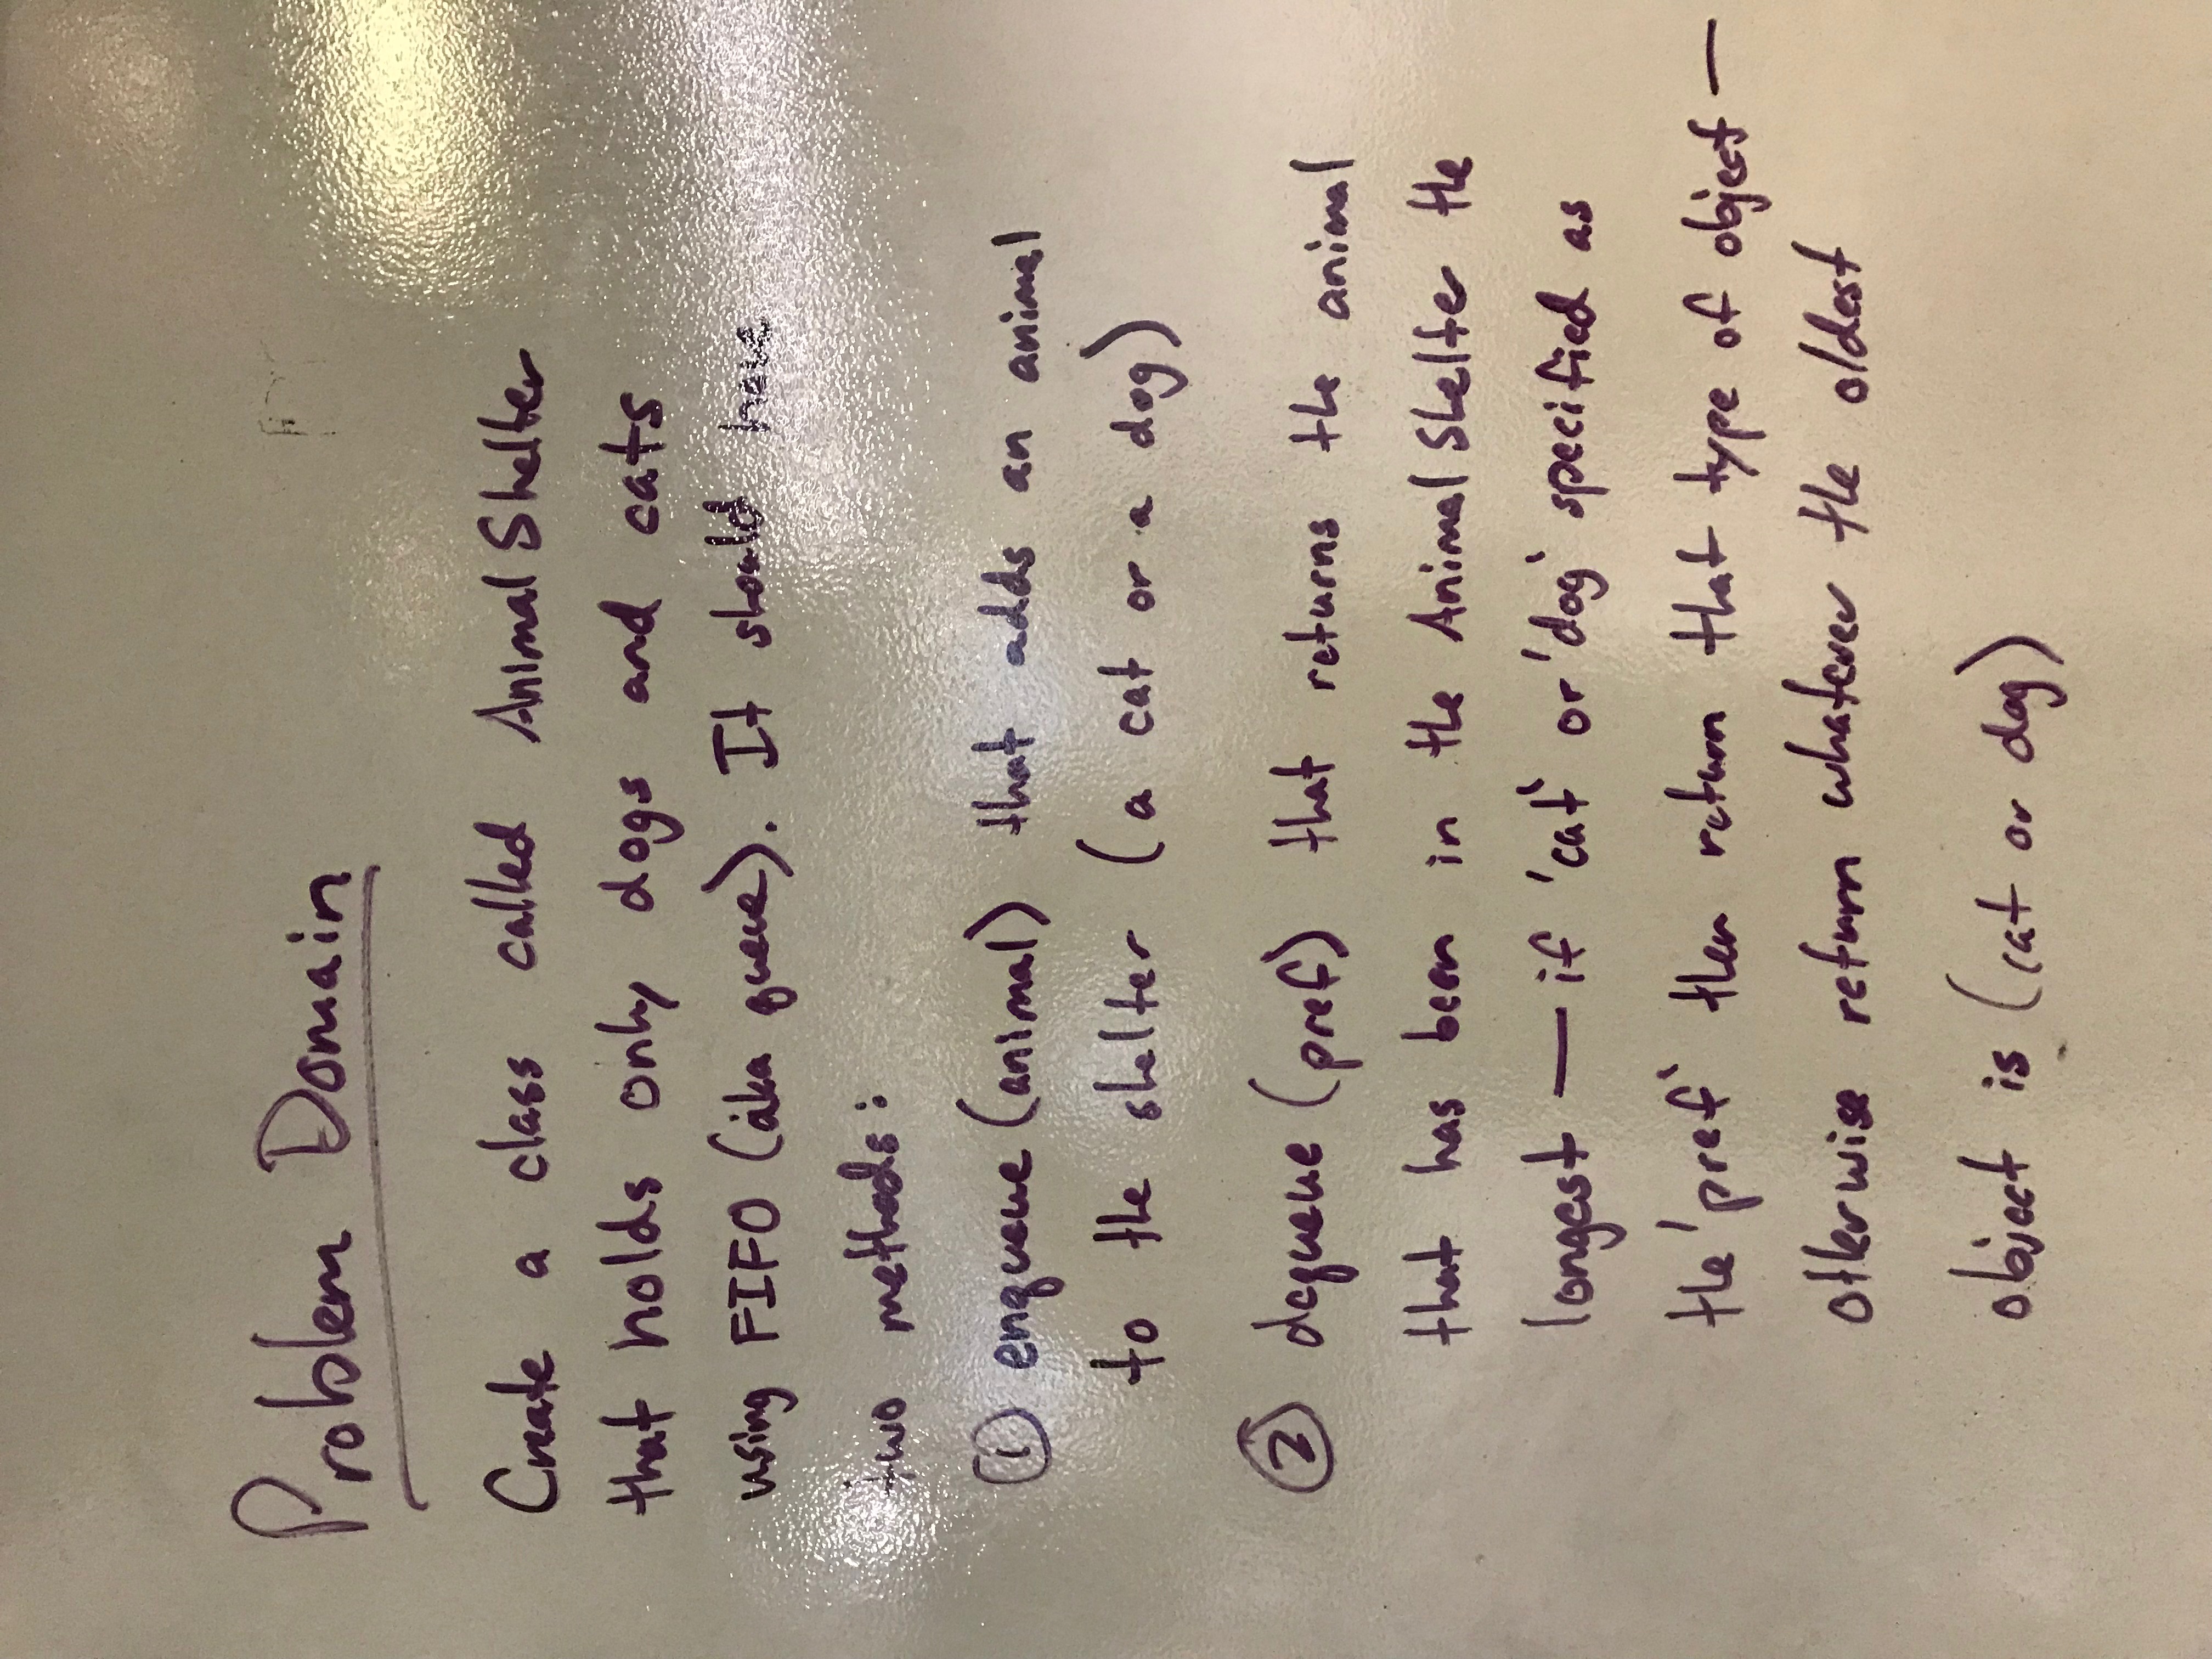 Problem Domain
Create a class called AnimalShelter
that holds only dogs and cats
using FIFO (aka queue). It should have
two methods:
① enqueue (animal) that adds an animal
to the shelter (a cat or a dog)
② dequeue (pref) that returns the animal
that has been in the AnimalShelter the
longest — if 'cat' or 'dog' specified as
the 'pref' then return that type of object —
otherwise return whatever the oldest
object is (cat or dog)